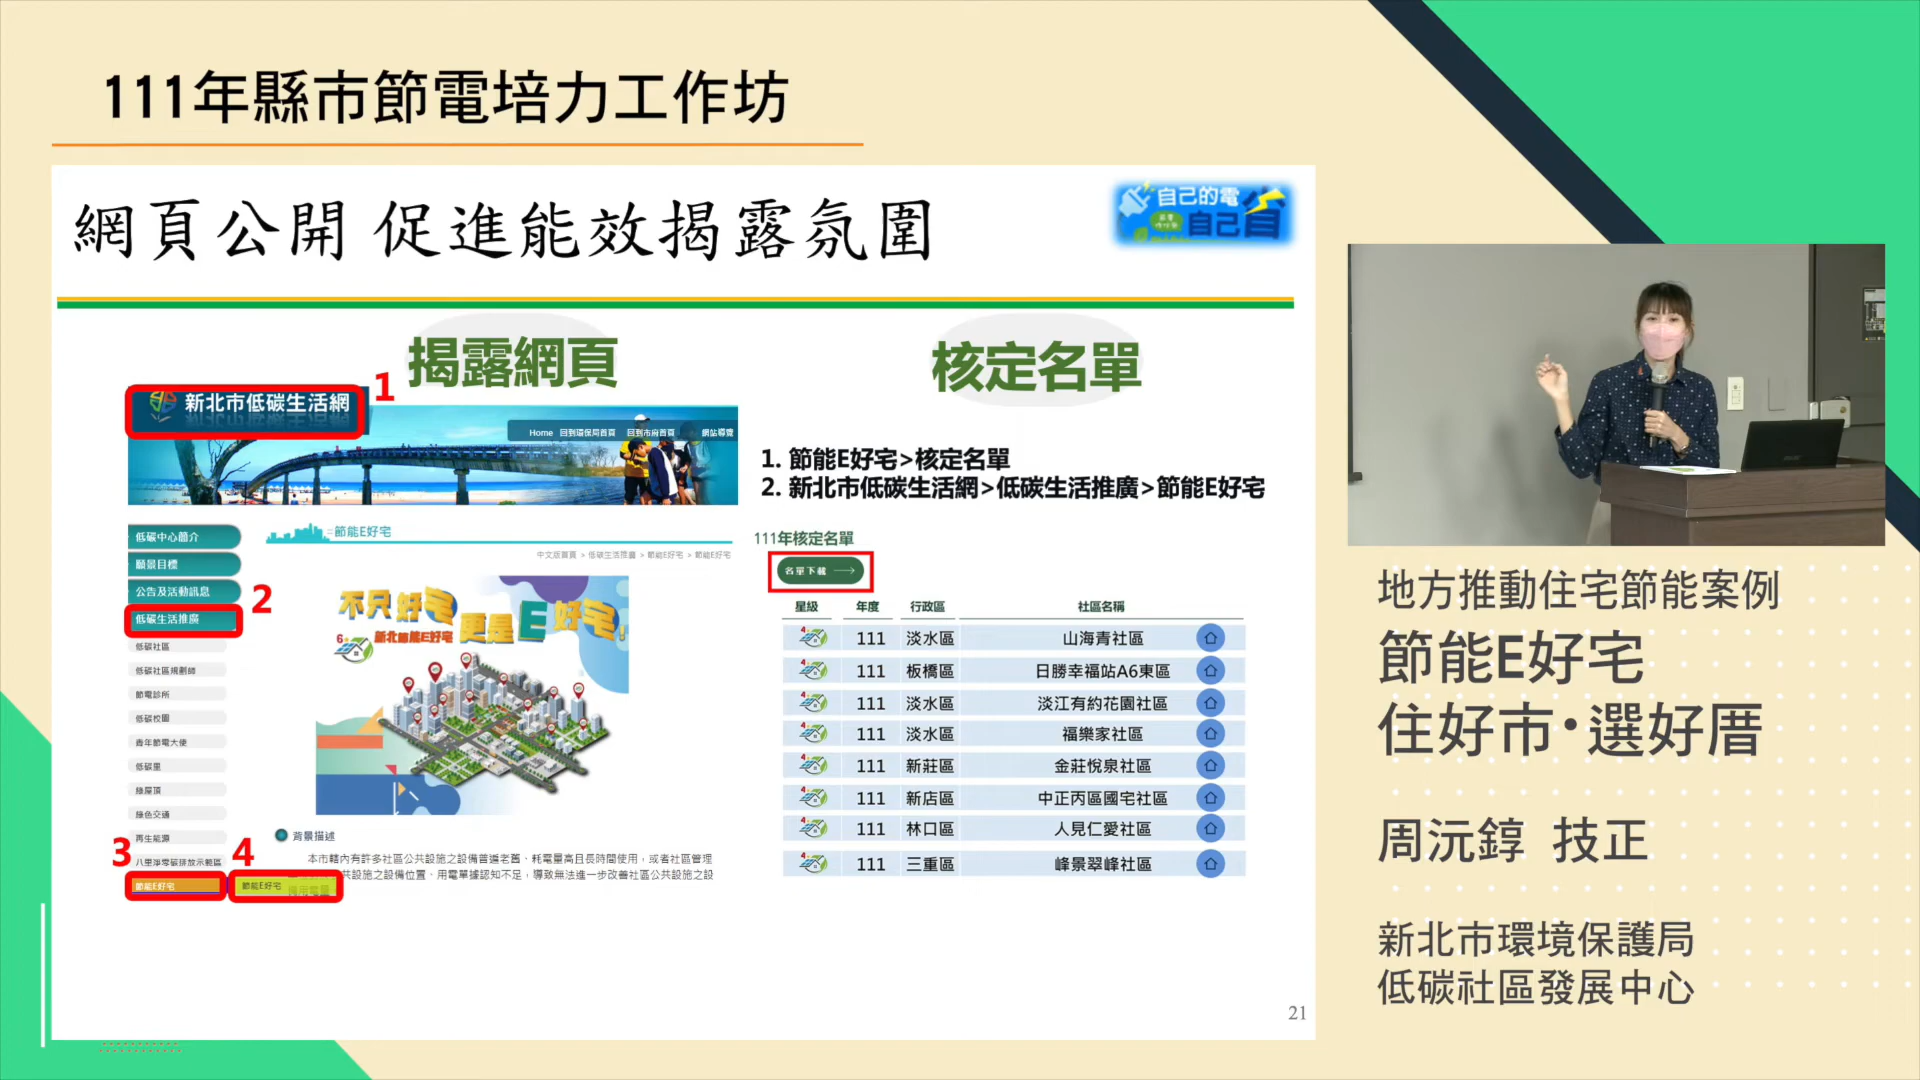 111年縣市節電培力工作坊
網頁公開 促進能效揭露氛圍
自己的電
自己省
揭露網頁
新北市低碳生活網
1
Home 回到環保局首頁 回到市府首頁 網站導覽
低碳中心簡介
願景目標
公告及活動訊息
低碳生活推廣
2
低碳社區
低碳社區規劃師
節電診所
低碳校園
青年節電大使
低碳里
綠屋頂
綠色交通
再生能源
八里淨零碳排放示範區
3
節能E好宅
4
節能E好宅
節能E好宅
中文版首頁 > 低碳生活推廣 > 節能E好宅 > 節能E好宅
不只好宅
更是E好宅!
6
新北節能E好宅
背景描述
本市轄內有許多社區公共設施之設備普遍老舊、耗電量高且長時間使用，或者社區管理
共設施之設備位置、用電單據認知不足，導致無法進一步改善社區公共設施之設
核定名單
1. 節能E好宅>核定名單
2. 新北市低碳生活網>低碳生活推廣>節能E好宅
111年核定名單
名單下載
星級 年度 行政區 社區名稱
4 111 淡水區 山海青社區
4 111 板橋區 日勝幸福站A6東區
4 111 淡水區 淡江有約花園社區
4 111 淡水區 福樂家社區
4 111 新莊區 金莊悅泉社區
4 111 新店區 中正丙區國宅社區
4 111 林口區 人見仁愛社區
4 111 三重區 峰景翠峰社區
21
地方推動住宅節能案例
節能E好宅
住好市·選好厝
周沅錞 技正
新北市環境保護局
低碳社區發展中心